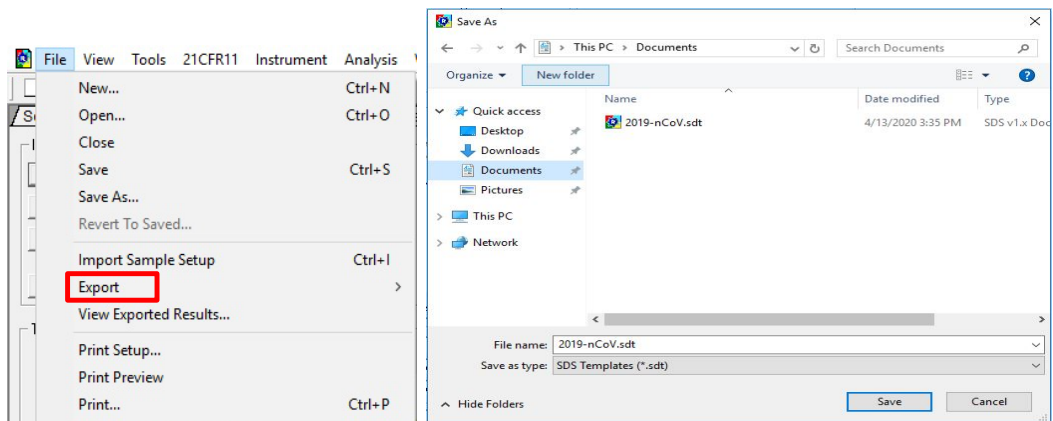 File View Tools 21CFR11 Instrument Analysis
New... Ctrl+N
Open... Ctrl+O
Close
Save Ctrl+S
Save As...
Revert To Saved...
Import Sample Setup Ctrl+I
Export
View Exported Results...
Print Setup...
Print Preview
Print... Ctrl+P
Save As
This PC > Documents
Search Documents
Organize
New folder
Name Date modified Type
Quick access
Desktop
Downloads
Documents
Pictures
This PC
Network
2019-nCoV.sdt 4/13/2020 3:35 PM SDS v1.x Doc
File name: 2019-nCoV.sdt
Save as type: SDS Templates (*.sdt)
Hide Folders
Save Cancel